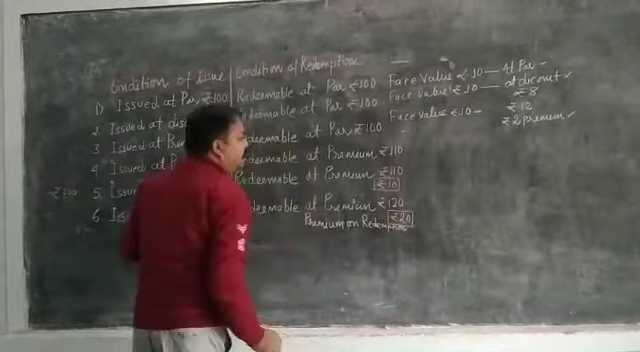 Condition of issue | Condition of Redemption
1) Issued at Par ₹100 Redeemable at Par ₹100
2. Issued at Redeemable at Par ₹100
3 Issued at Redeemable at Par ₹100
4 Issued at Redeemable at Premium ₹110
₹100 5. Redeemable at Premium ₹110
₹10
6. Redeemable at Premium ₹120
Premium on Redemption ₹20
Face Value ₹10— At Par -
Face value ₹10— at discount ✓
₹8
Face Value ₹10— ₹12
₹2 premium ✓